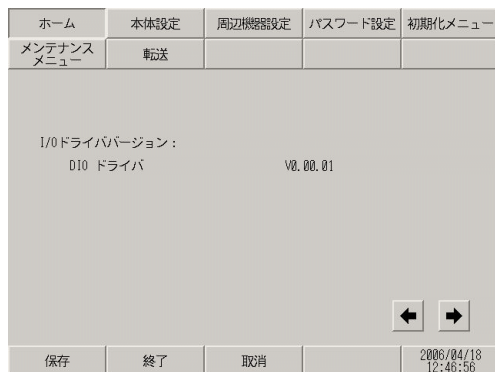 ホーム 本体設定 周辺機器設定 パスワード設定 初期化メニュー
メンテナンス
メニュー
転送
I/Oドライババージョン：
DIO ドライバ V0.00.01
保存 終了 取消
2006/04/18
12:46:56